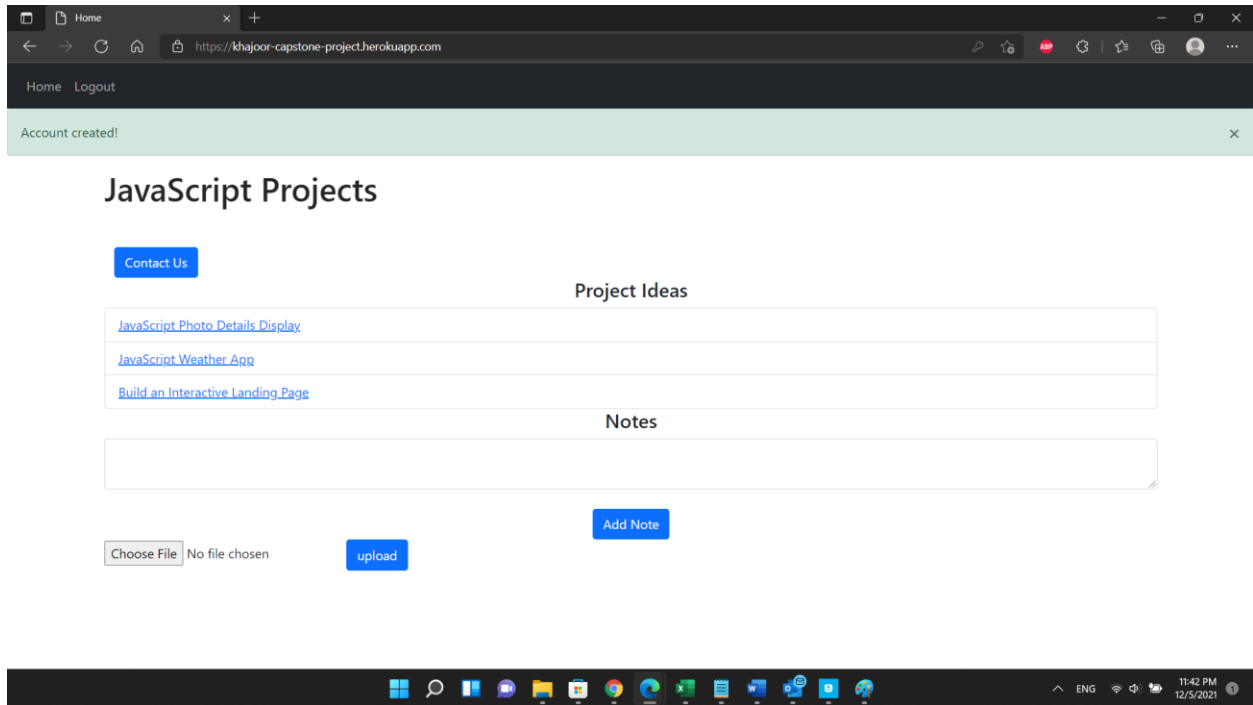 Home
https://khajoor-capstone-project.herokuapp.com
ABP
Home Logout
Account created!
JavaScript Projects
Contact Us
Project Ideas
JavaScript Photo Details Display
JavaScript Weather App
Build an Interactive Landing Page
Notes
Add Note
Choose File No file chosen
upload
ENG
11:42 PM
12/5/2021